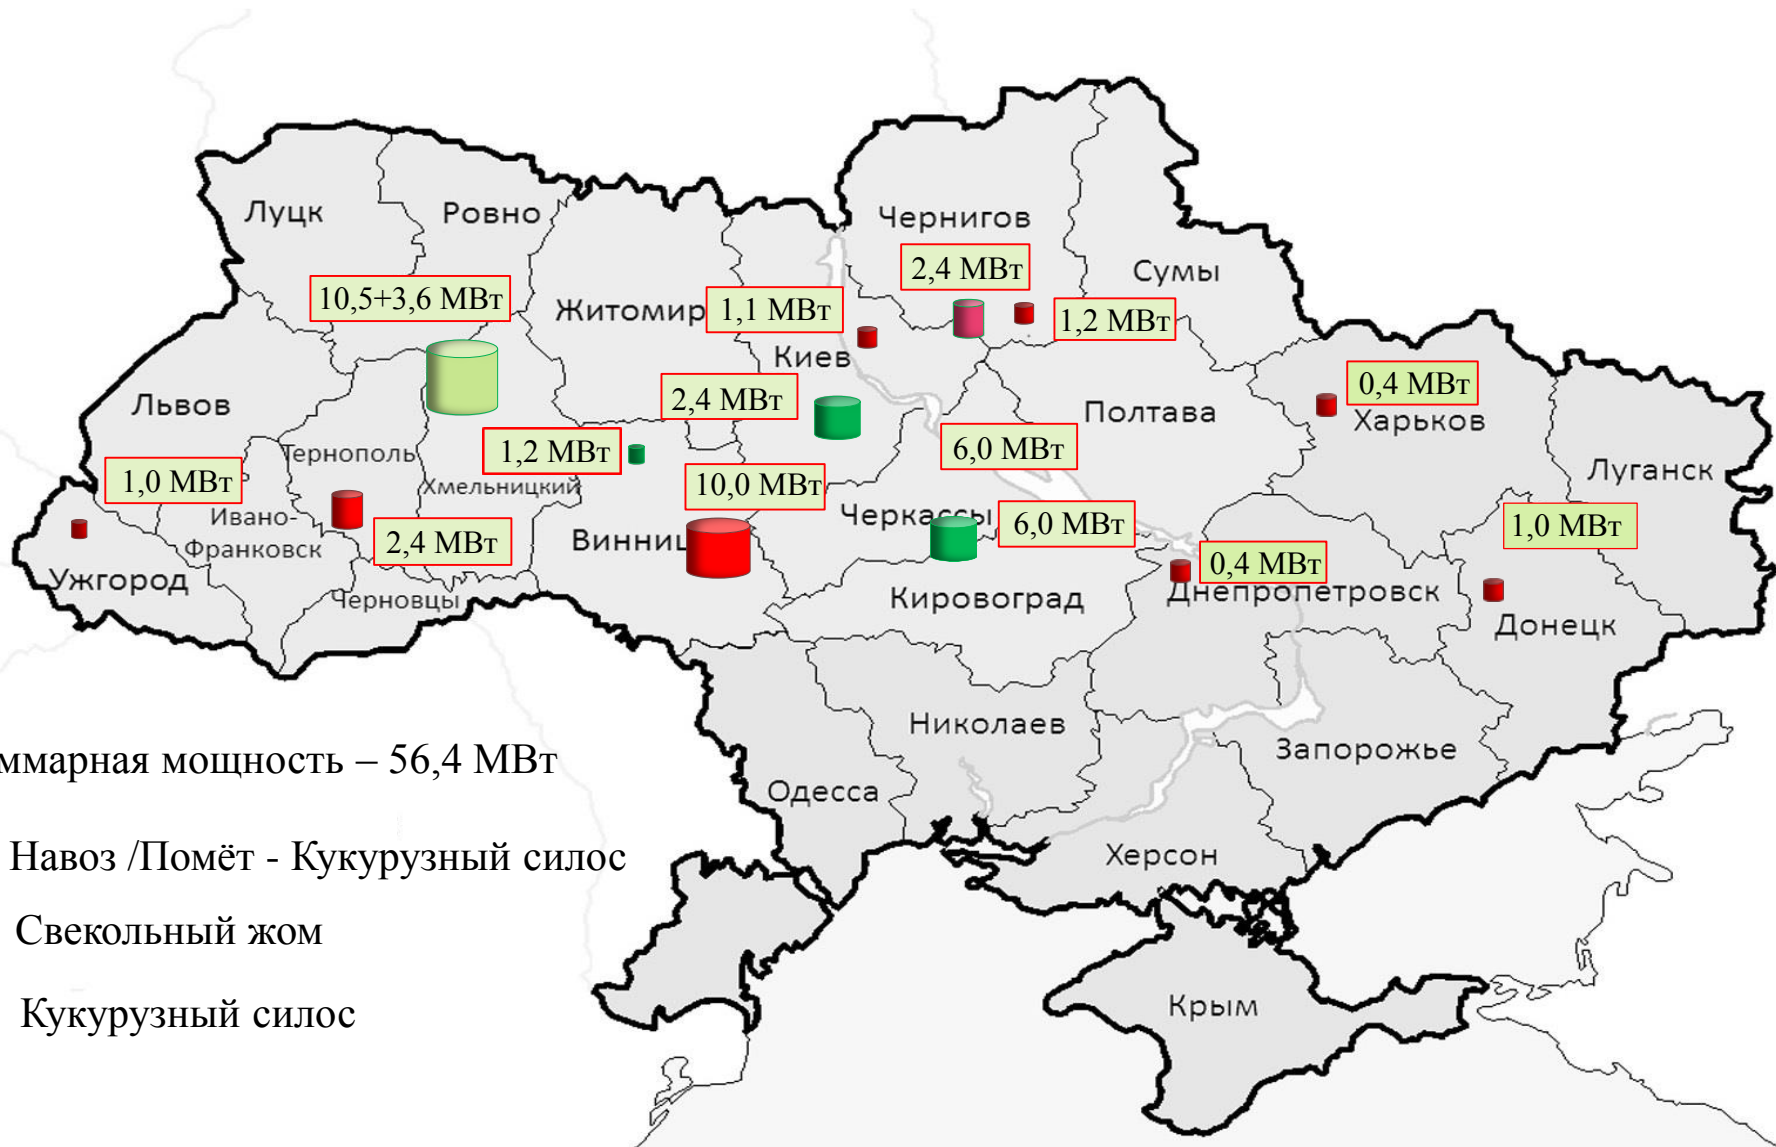 Луцк
Ровно
Чернигов
Сумы
2,4 МВт
10,5+3,6 МВт
Житомир
1,1 МВт
1,2 МВт
Киев
0,4 МВт
Львов
2,4 МВт
Полтава
Харьков
Тернополь
1,2 МВт
6,0 МВт
Луганск
1,0 МВт
Хмельницкий
10,0 МВт
Ивано-
Франковск
Черкассы
6,0 МВт
1,0 МВт
2,4 МВт
Винниц
0,4 МВт
Ужгород
Черновцы
Кировоград
Днепропетровск
Донецк
Николаев
Запорожье
ммарная мощность – 56,4 МВт
Одесса
Навоз /Помёт - Кукурузный силос
Херсон
Свекольный жом
Кукурузный силос
Крым